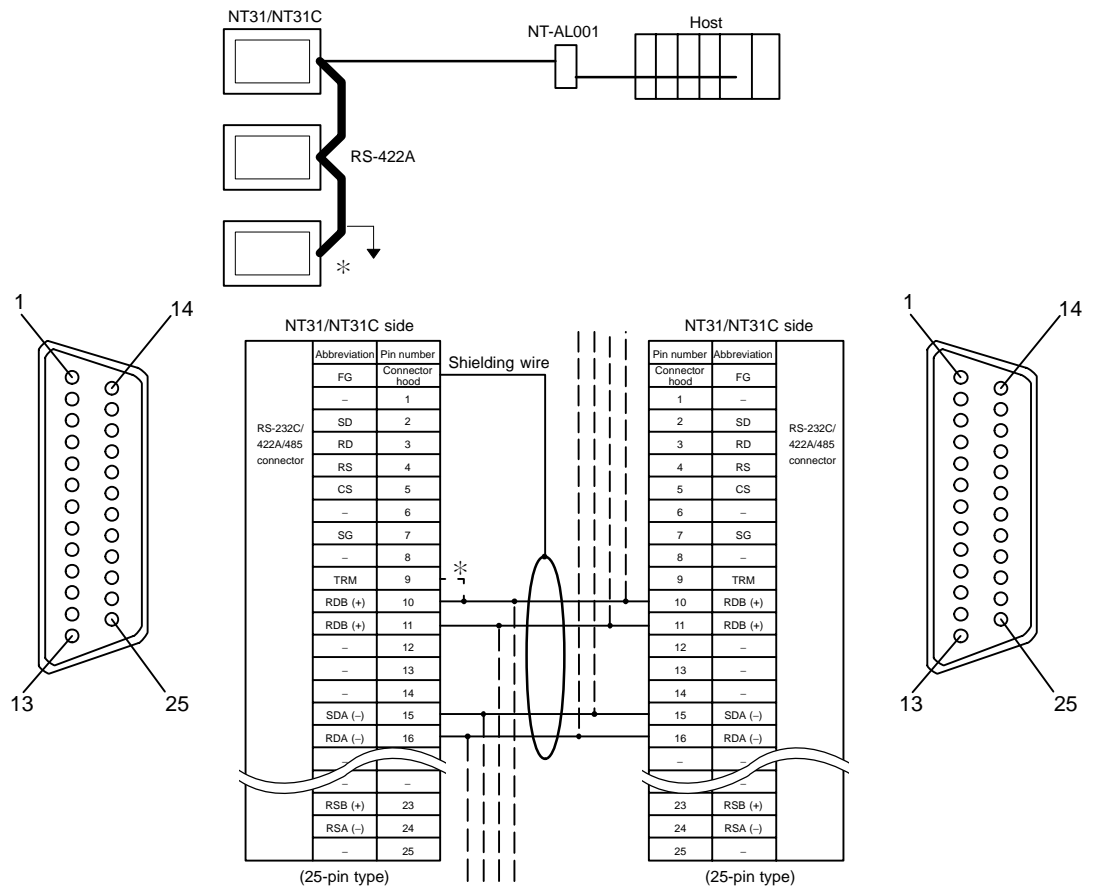 NT31/NT31C
NT-AL001
Host
RS-422A
*
1
14
13
25
NT31/NT31C side
Abbreviation Pin number
FG Connector hood
– 1
SD 2
RD 3
RS 4
CS 5
– 6
SG 7
– 8
TRM 9
RDB (+) 10
RDB (+) 11
– 12
– 13
– 14
SDA (–) 15
RDA (–) 16
–
– –
RSB (+) 23
RSA (–) 24
– 25
RS-232C/
422A/485
connector
(25-pin type)
Shielding wire
*
NT31/NT31C side
Pin number Abbreviation
Connector hood FG
1 –
2 SD
3 RD
4 RS
5 CS
6 –
7 SG
8 –
9 TRM
10 RDB (+)
11 RDB (+)
12 –
13 –
14 –
15 SDA (–)
16 RDA (–)
– –
–
23 RSB (+)
24 RSA (–)
25 –
RS-232C/
422A/485
connector
(25-pin type)
1
14
13
25